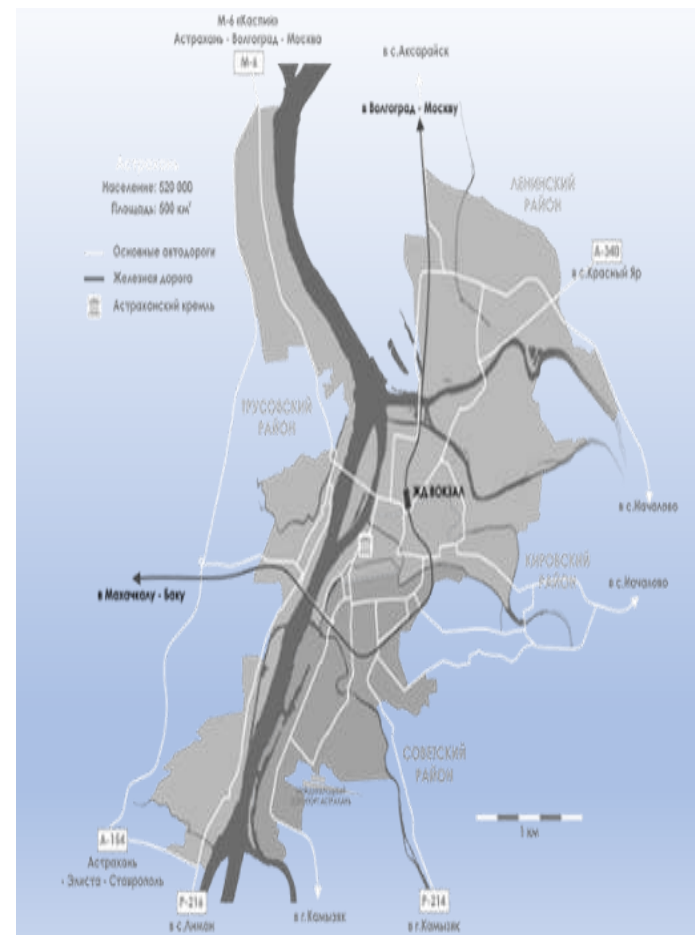 М-6 «Каспий»
Астрахань - Волгоград - Москва
М-6
в с.Аксарайск
в Волгоград - Москву
Астрахань
Население: 520 000
Площадь: 500 км²
Основные автодороги
Железная дорога
Астраханский кремль
ЛЕНИНСКИЙ
РАЙОН
А-340
в с.Красный Яр
ТРУСОВСКИЙ
РАЙОН
ЖД ВОКЗАЛ
в с.Началово
КИРОВСКИЙ
РАЙОН
в с.Началово
в Махачкалу - Баку
СОВЕТСКИЙ
РАЙОН
1 км
А-154
Астрахань
- Элиста - Ставрополь
Р-216
в с.Лиман
в г.Камызяк
Р-214
в г.Камызяк